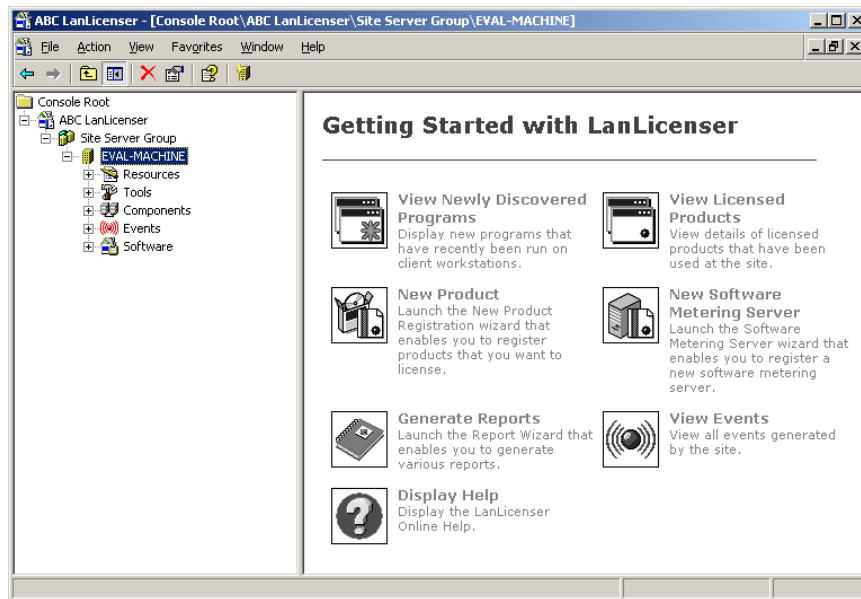 ABC LanLicenser - [Console Root\ABC LanLicenser\Site Server Group\EVAL-MACHINE]
File Action View Favorites Window Help
Console Root
ABC LanLicenser
Site Server Group
EVAL-MACHINE
Resources
Tools
Components
Events
Software
Getting Started with LanLicenser
View Newly Discovered
Programs
Display new programs that
have recently been run on
client workstations.
View Licensed
Products
View details of licensed
products that have been
used at the site.
New Product
Launch the New Product
Registration wizard that
enables you to register
products that you want to
license.
New Software
Metering Server
Launch the Software
Metering Server wizard that
enables you to register a
new software metering
server.
Generate Reports
Launch the Report Wizard that
enables you to generate
various reports.
View Events
View all events generated
by the site.
Display Help
Display the LanLicenser
Online Help.